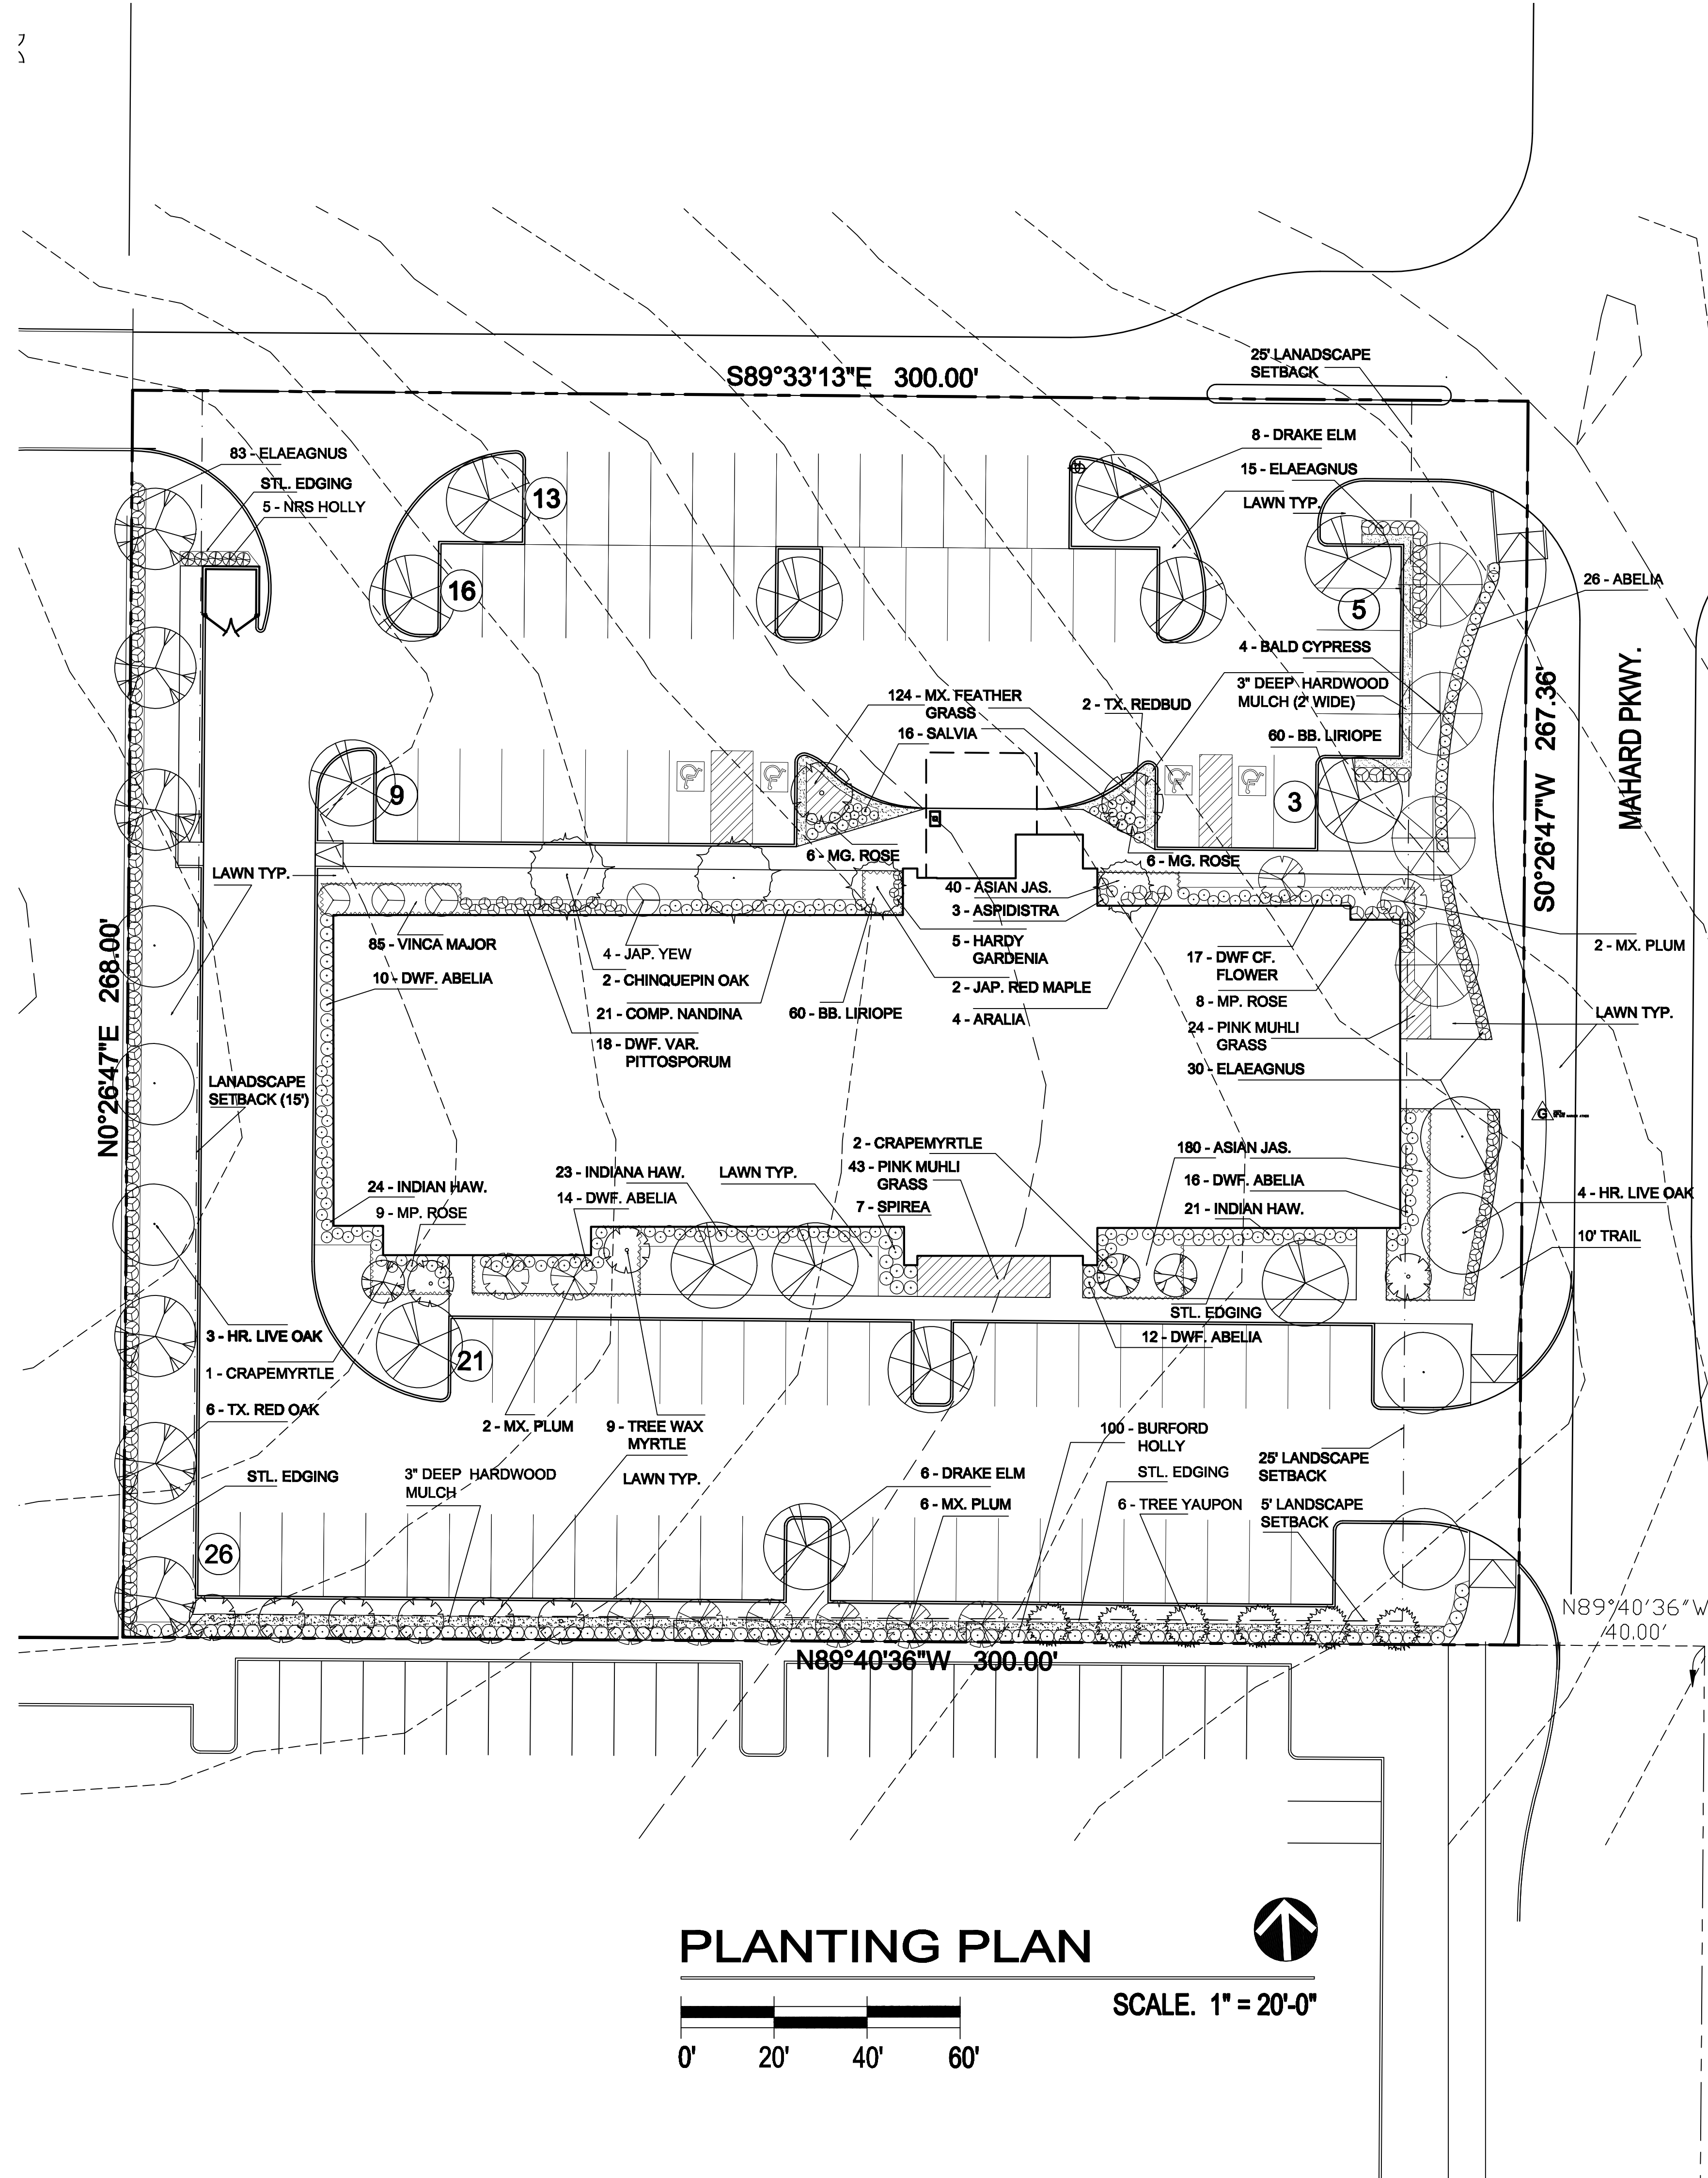 S89°33'13"E 300.00'
25' LANADSCAPE
SETBACK
8 - DRAKE ELM
15 - ELAEAGNUS
LAWN TYP.
83 - ELAEAGNUS
STL. EDGING
5 - NRS HOLLY
13
16
5
26 - ABELIA
4 - BALD CYPRESS
3" DEEP HARDWOOD
MULCH (2' WIDE)
60 - BB. LIRIOPE
124 - MX. FEATHER
GRASS
16 - SALVIA
2 - TX. REDBUD
MAHARD PKWY.
S0°26'47"W 267.36'
9
3
6 - MG. ROSE
6 - MG. ROSE
LAWN TYP.
40 - ASIAN JAS.
3 - ASPIDISTRA
5 - HARDY
GARDENIA
2 - JAP. RED MAPLE
4 - ARALIA
85 - VINCA MAJOR
10 - DWF. ABELIA
4 - JAP. YEW
2 - CHINQUEPIN OAK
21 - COMP. NANDINA
60 - BB. LIRIOPE
18 - DWF. VAR.
PITTOSPORUM
17 - DWF CF.
FLOWER
8 - MP. ROSE
24 - PINK MUHLI
GRASS
30 - ELAEAGNUS
2 - MX. PLUM
LAWN TYP.
N0°26'47"E 268.00'
LANADSCAPE
SETBACK (15')
G
2 - CRAPEMYRTLE
43 - PINK MUHLI
GRASS
7 - SPIREA
180 - ASIAN JAS.
16 - DWF. ABELIA
21 - INDIAN HAW.
24 - INDIAN HAW.
9 - MP. ROSE
23 - INDIANA HAW.
14 - DWF. ABELIA
LAWN TYP.
4 - HR. LIVE OAK
10' TRAIL
STL. EDGING
12 - DWF. ABELIA
3 - HR. LIVE OAK
1 - CRAPEMYRTLE
6 - TX. RED OAK
21
2 - MX. PLUM
9 - TREE WAX
MYRTLE
100 - BURFORD
HOLLY
STL. EDGING
3" DEEP HARDWOOD
MULCH
LAWN TYP.
6 - DRAKE ELM
6 - MX. PLUM
STL. EDGING
6 - TREE YAUPON
25' LANDSCAPE
SETBACK
5' LANDSCAPE
SETBACK
26
N89°40'36"W
40.00'
N89°40'36"W 300.00'
PLANTING PLAN
SCALE. 1" = 20'-0"
0' 20' 40' 60'